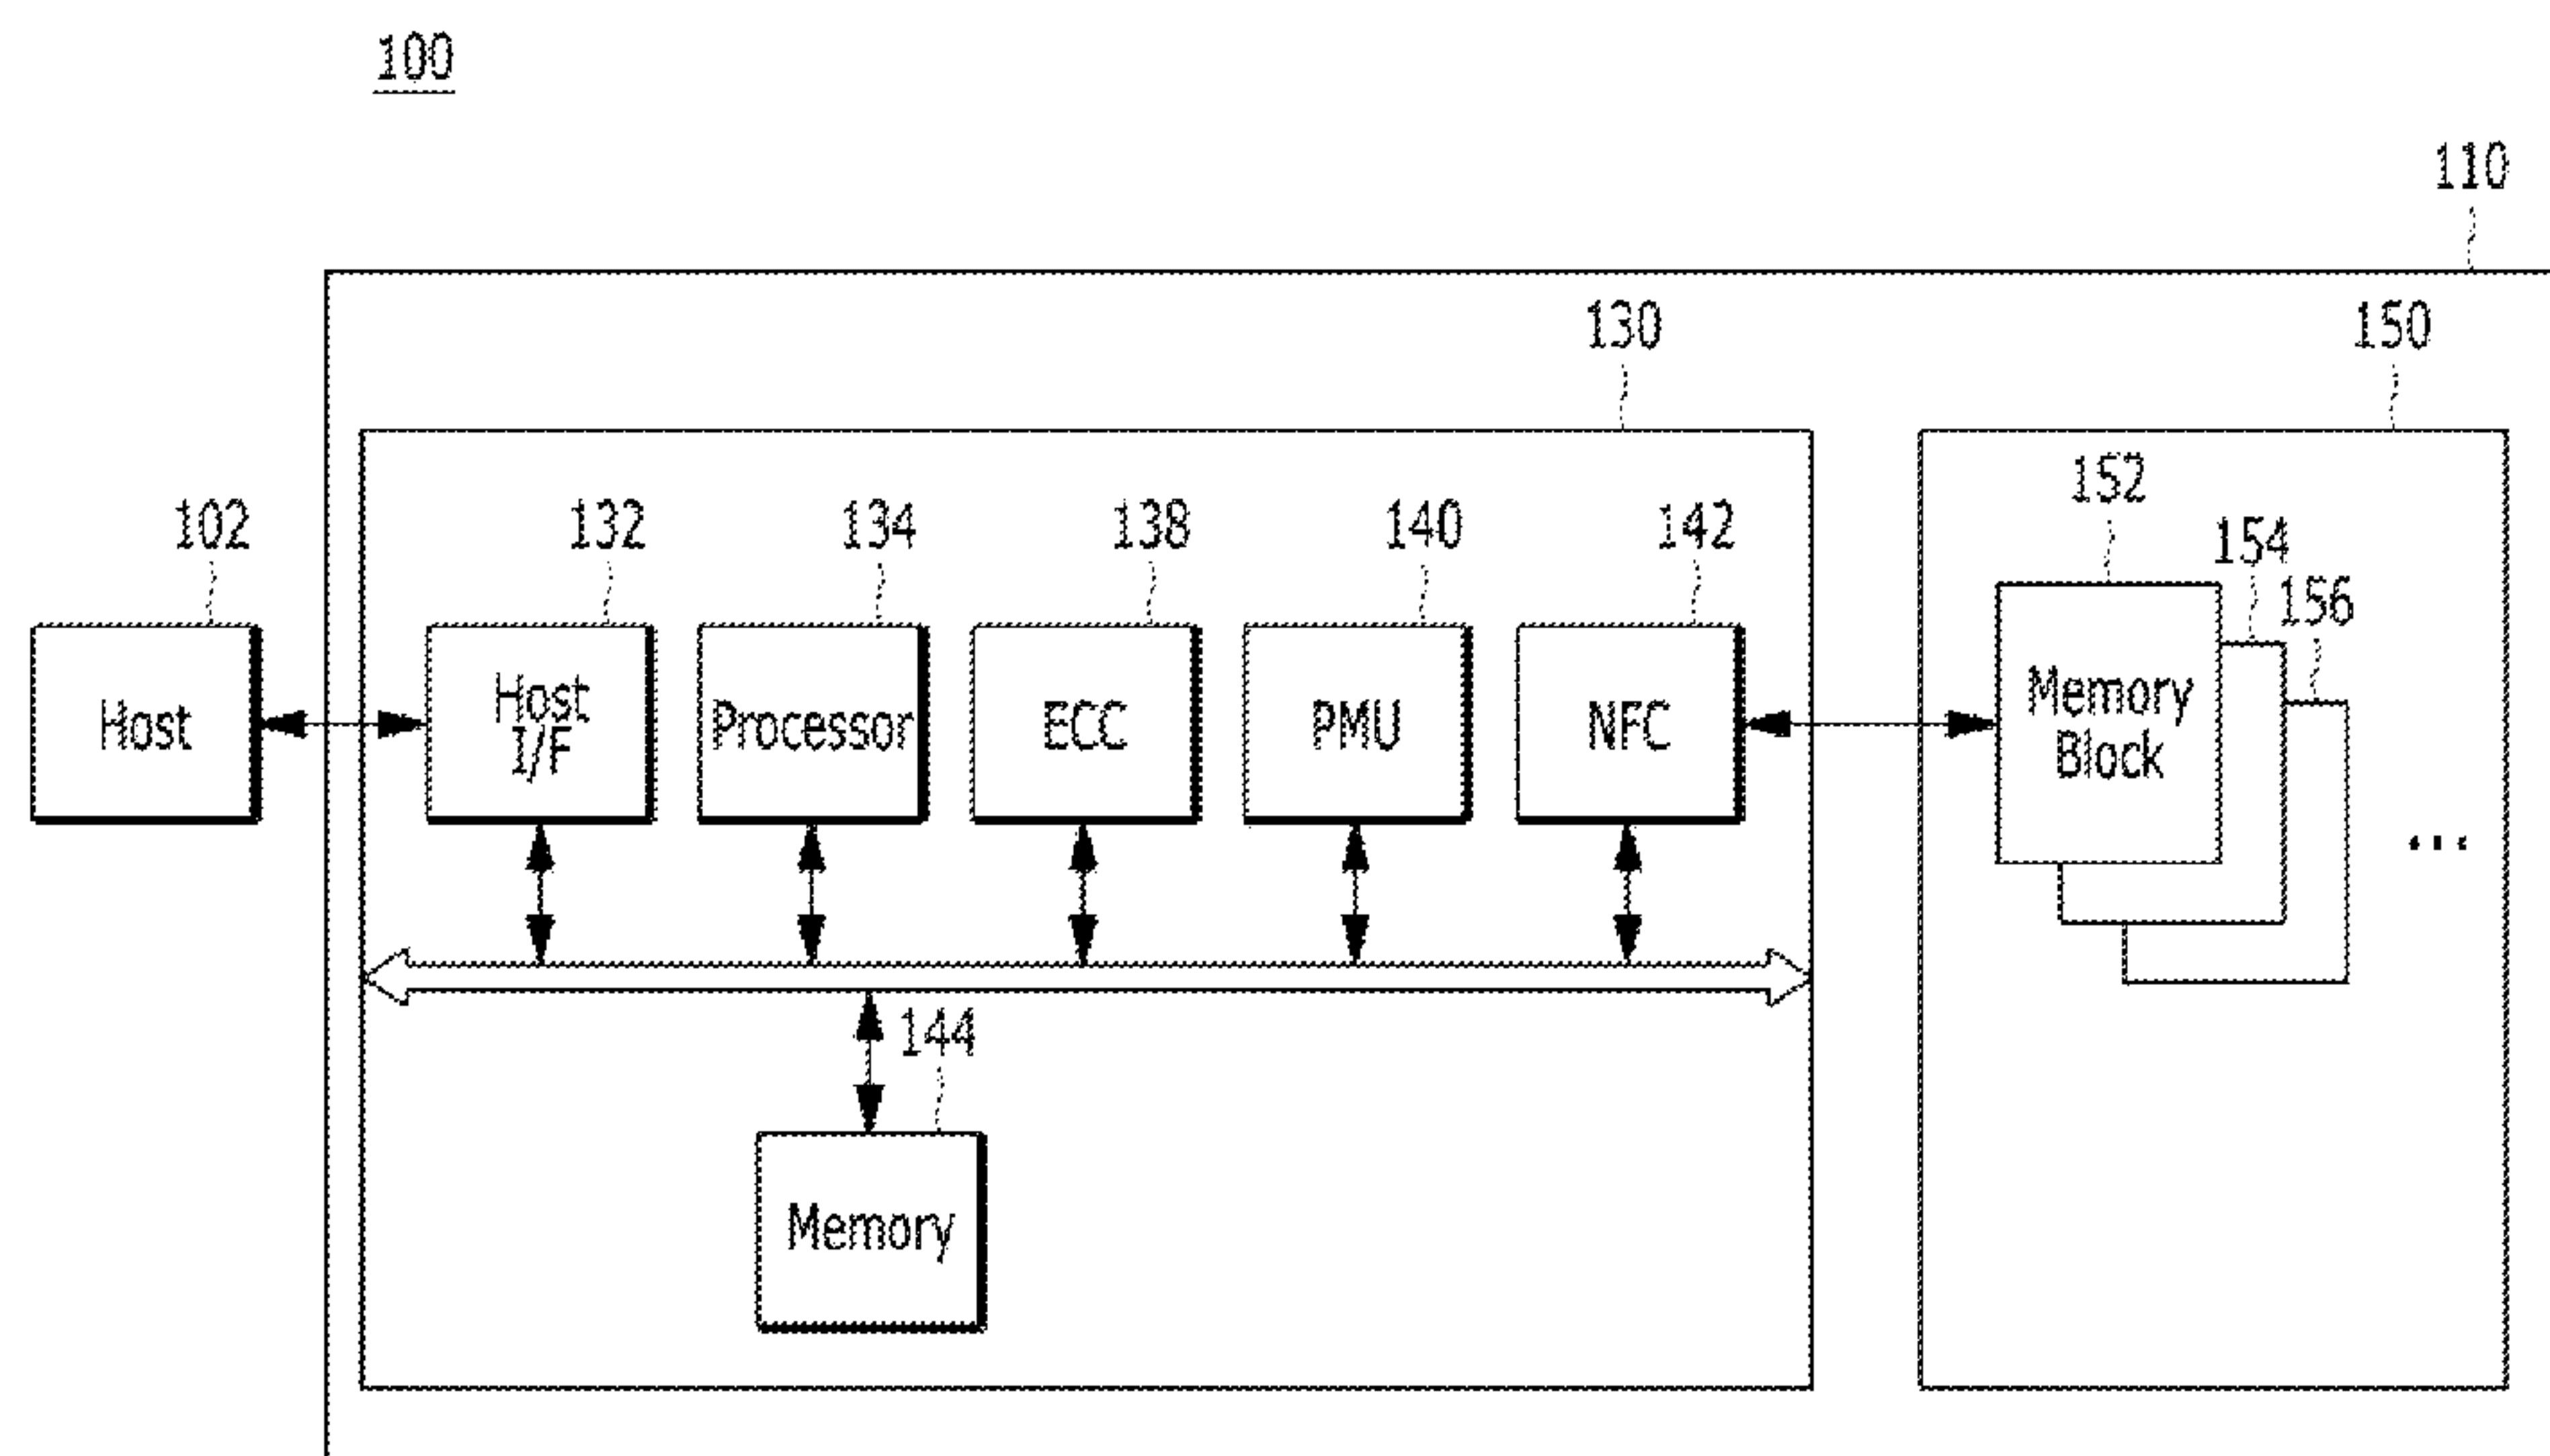 100
110
130
150
152
154
156
102
132
134
138
140
142
Host
Host
I/F
Processor
ECC
PMU
NFC
Memory
Block
...
144
Memory